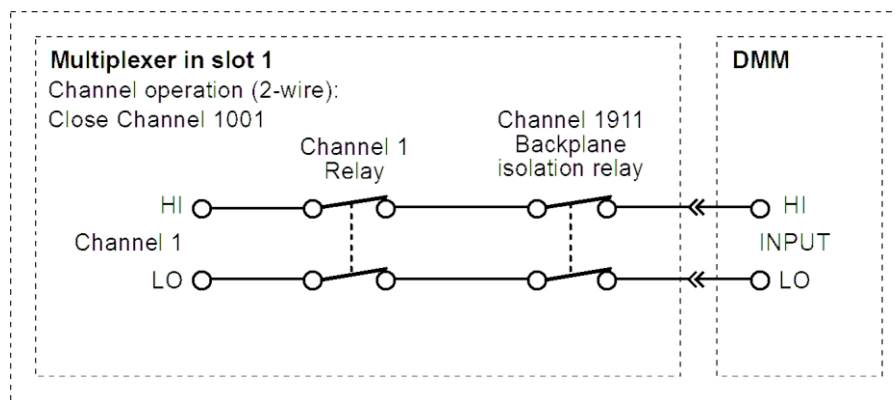 Multiplexer in slot 1
Channel operation (2-wire):
Close Channel 1001
Channel 1
Relay
Channel 1911
Backplane
isolation relay
DMM
HI
HI
Channel 1
INPUT
LO
LO